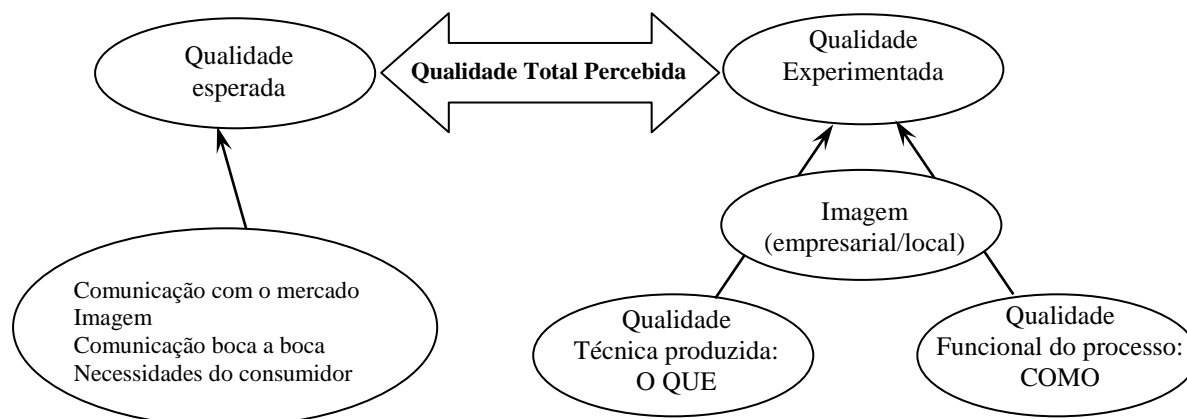 Qualidade
esperada
Qualidade Total Percebida
Qualidade
Experimentada
Imagem
(empresarial/local)
Comunicação com o mercado
Imagem
Comunicação boca a boca
Necessidades do consumidor
Qualidade
Técnica produzida:
O QUE
Qualidade
Funcional do processo:
COMO